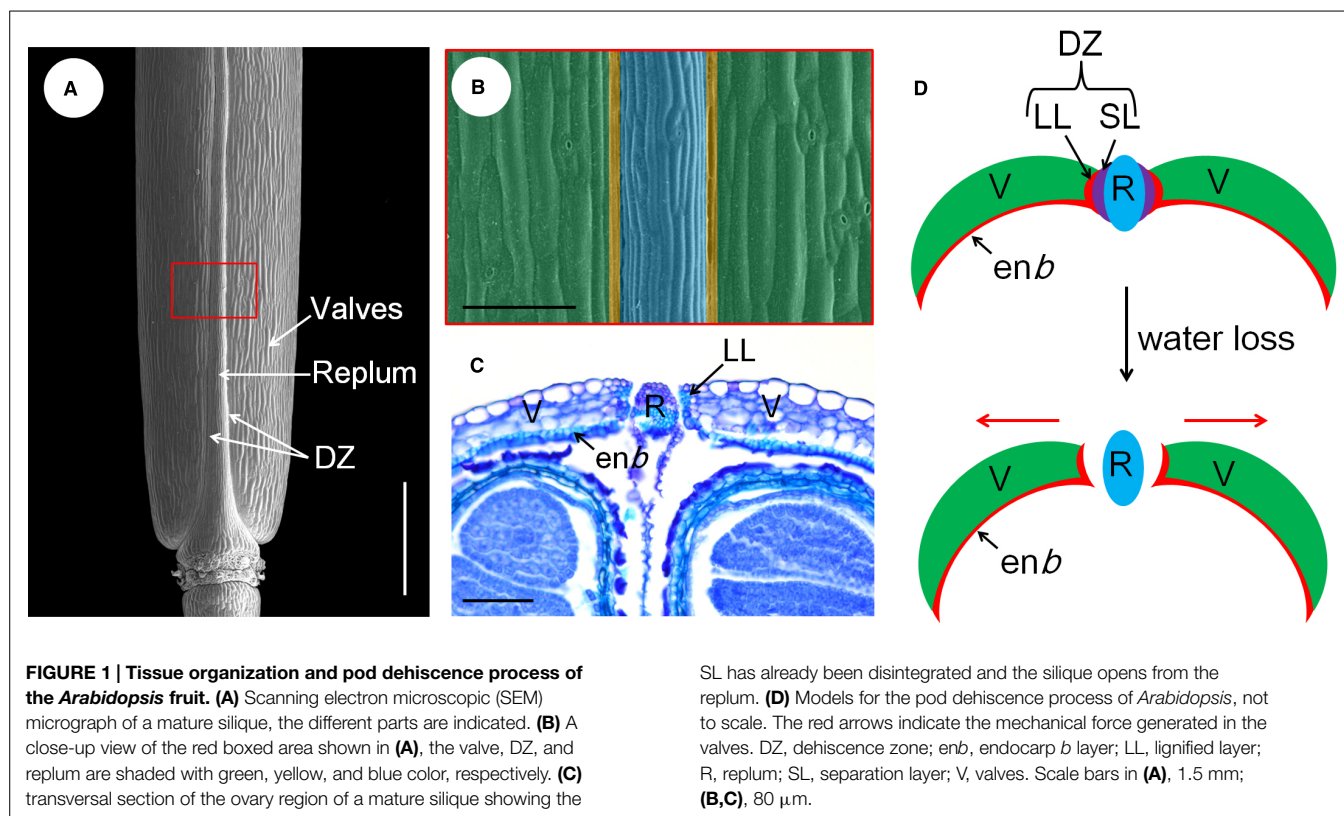 A
Valves
Replum
DZ
B
C
LL
V
R
V
enb
D
DZ
LL SL
V
R
V
enb
water loss
V
R
V
enb
FIGURE 1 | Tissue organization and pod dehiscence process of
the Arabidopsis fruit. (A) Scanning electron microscopic (SEM)
micrograph of a mature silique, the different parts are indicated. (B) A
close-up view of the red boxed area shown in (A), the valve, DZ, and
replum are shaded with green, yellow, and blue color, respectively. (C)
transversal section of the ovary region of a mature silique showing the
SL has already been disintegrated and the silique opens from the
replum. (D) Models for the pod dehiscence process of Arabidopsis, not
to scale. The red arrows indicate the mechanical force generated in the
valves. DZ, dehiscence zone; enb, endocarp b layer; LL, lignified layer;
R, replum; SL, separation layer; V, valves. Scale bars in (A), 1.5 mm;
(B,C), 80 μm.